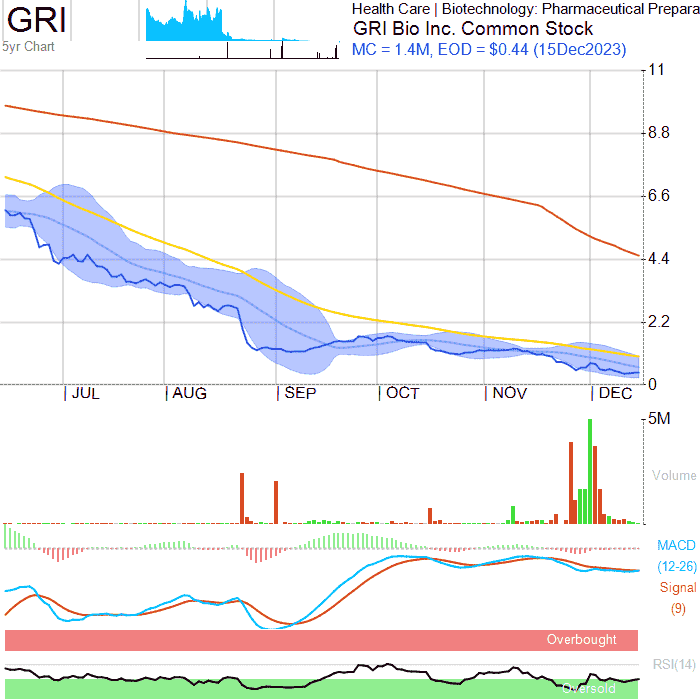 GRI
5yr Chart
Health Care | Biotechnology: Pharmaceutical Prepara
GRI Bio Inc. Common Stock
MC = 1.4M, EOD = $0.44 (15Dec2023)
11
8.8
6.6
4.4
2.2
0
JUL
AUG
SEP
OCT
NOV
DEC
5M
Volume
MACD
(12-26)
Signal
(9)
Overbought
RSI(14)
Oversold